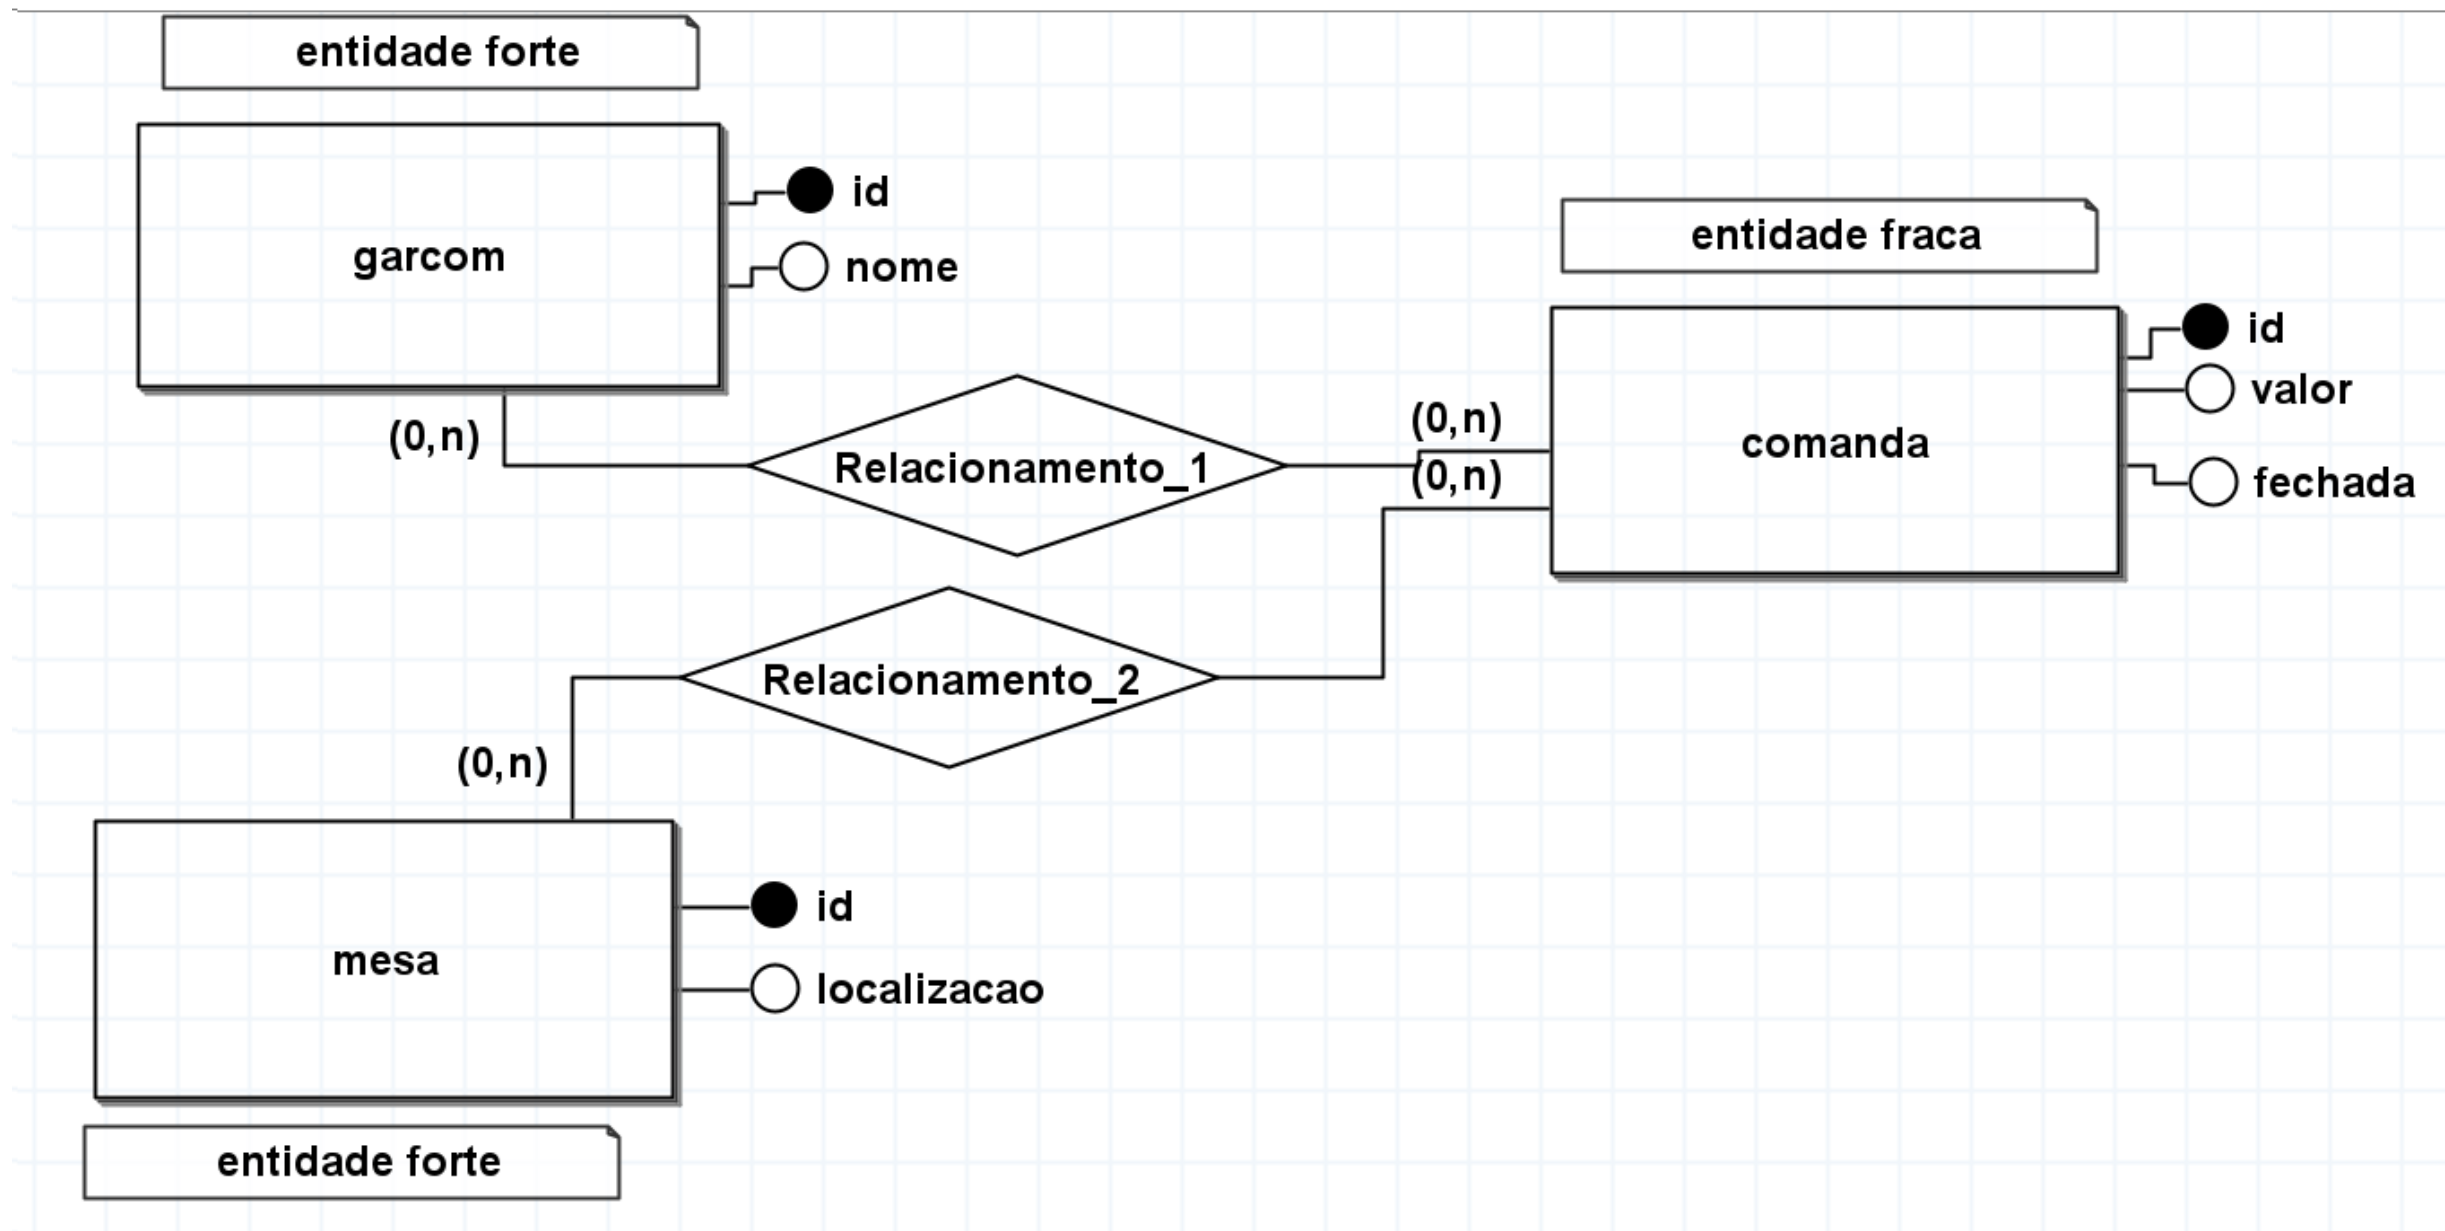 entidade forte
garcom
id
nome
entidade fraca
comanda
id
valor
fechada
(0,n)
Relacionamento_1
(0,n)
(0,n)
Relacionamento_2
(0,n)
mesa
id
localizacao
entidade forte